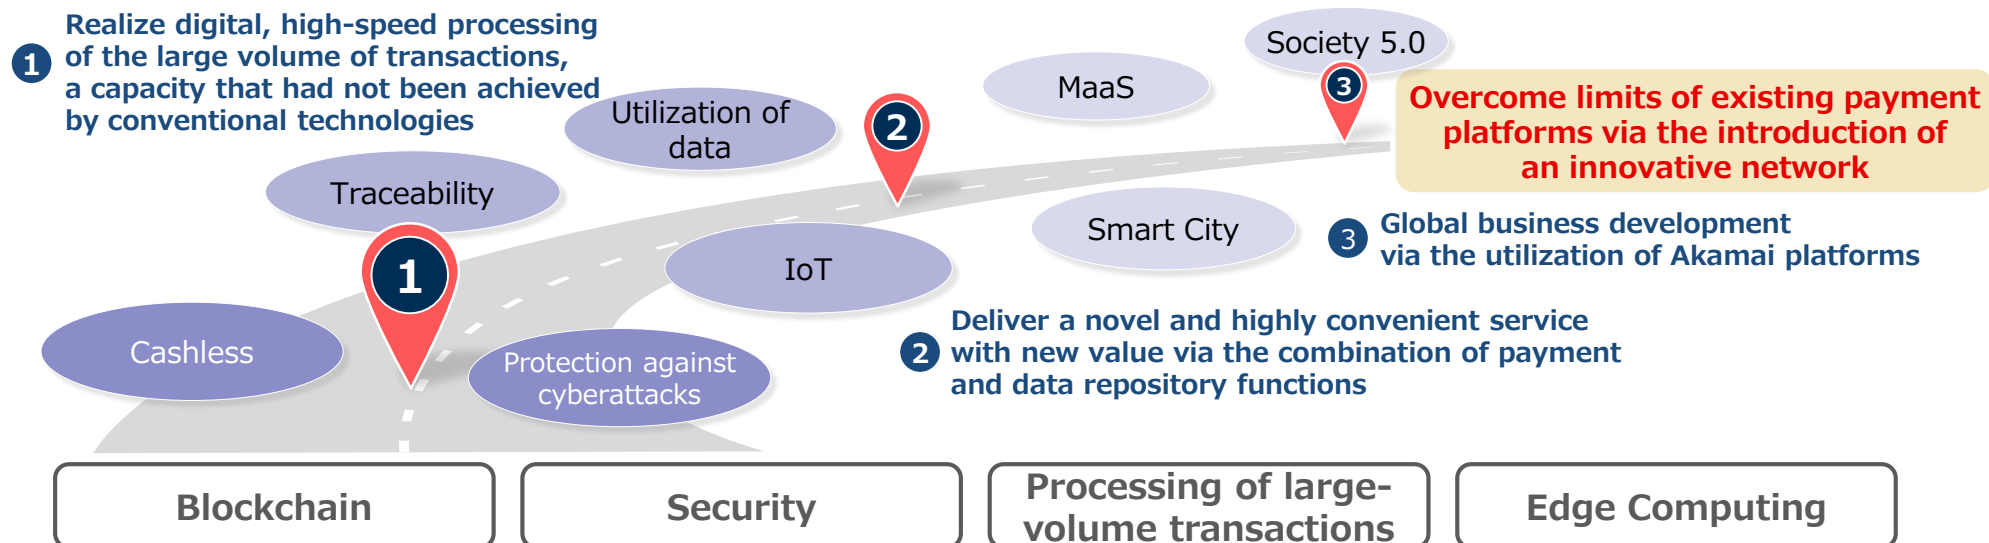 1
Realize digital, high-speed processing
of the large volume of transactions,
a capacity that had not been achieved
by conventional technologies
Society 5.0
3
MaaS
Overcome limits of existing payment
platforms via the introduction of
an innovative network
Utilization of
data
2
Traceability
Smart City
3
Global business development
via the utilization of Akamai platforms
1
IoT
Cashless
Protection against
cyberattacks
2
Deliver a novel and highly convenient service
with new value via the combination of payment
and data repository functions
Blockchain
Security
Processing of large-
volume transactions
Edge Computing